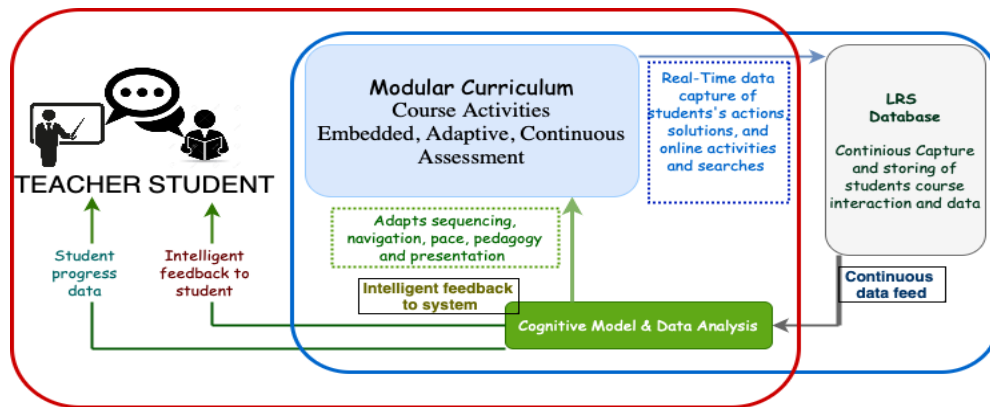 Modular Curriculum
Course Activities
Embedded, Adaptive, Continuous
Assessment
Real-Time data
capture of
students's actions,
solutions, and
online activities
and searches
LRS
Database
Continious Capture
and storing of
students course
interaction and data
TEACHER STUDENT
Adapts sequencing,
navigation, pace, pedagogy
and presentation
Student
progress
data
Intelligent
feedback to
student
Intelligent feedback
to system
Continuous
data feed
Cognitive Model & Data Analysis